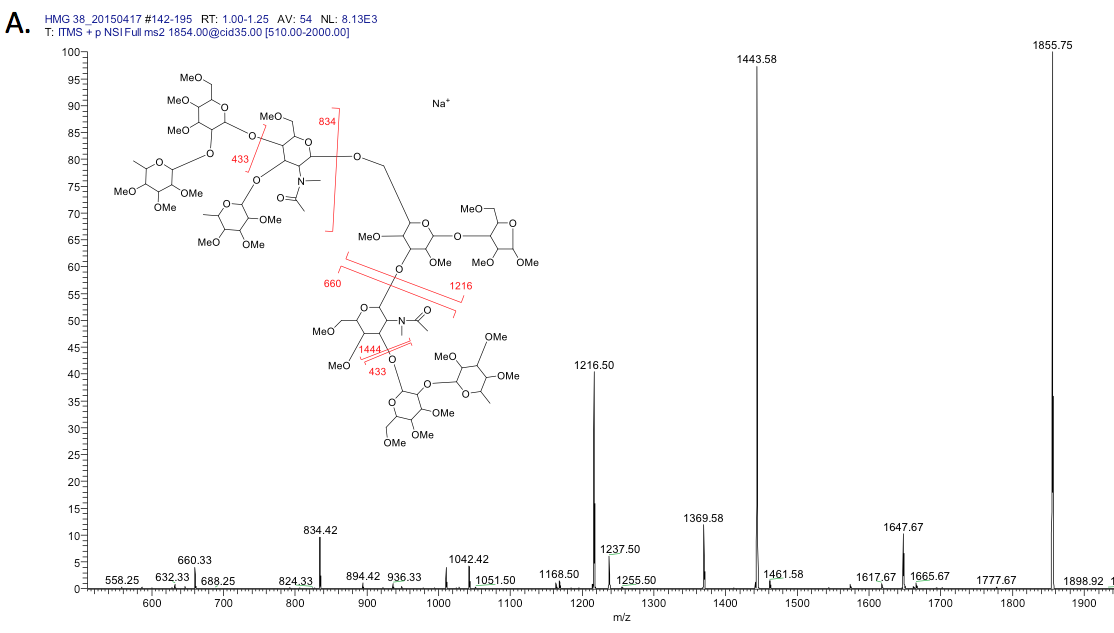 A.
HMG 38_20150417 #142-195 RT: 1.00-1.25 AV: 54 NL: 8.13E3
T: ITMS + p NSI Full ms2 1854.00@cid35.00 [510.00-2000.00]
100
95
90
85
80
75
70
65
60
55
50
45
40
35
30
25
20
15
10
5
0
MeO
MeO
MeO
O
O
O
O
MeO
MeO
OMe
433
MeO
O
834
N
O
O
O
OMe
MeO
OMe
O
Na+
MeO
O
O
OMe
MeO
O
MeO
OMe
O
660
1216
O
MeO
N
O
MeO
1444
433
O
OMe
MeO
O
OMe
O
O
OMe
OMe
OMe
558.25
632.33
660.33
688.25
824.33
834.42
894.42
936.33
1042.42
1051.50
1168.50
1216.50
1237.50
1255.50
1369.58
1443.58
1461.58
1617.67
1647.67
1665.67
1777.67
1855.75
1898.92
1
600 700 800 900 1000 1100 1200 1300 1400 1500 1600 1700 1800 1900
m/z